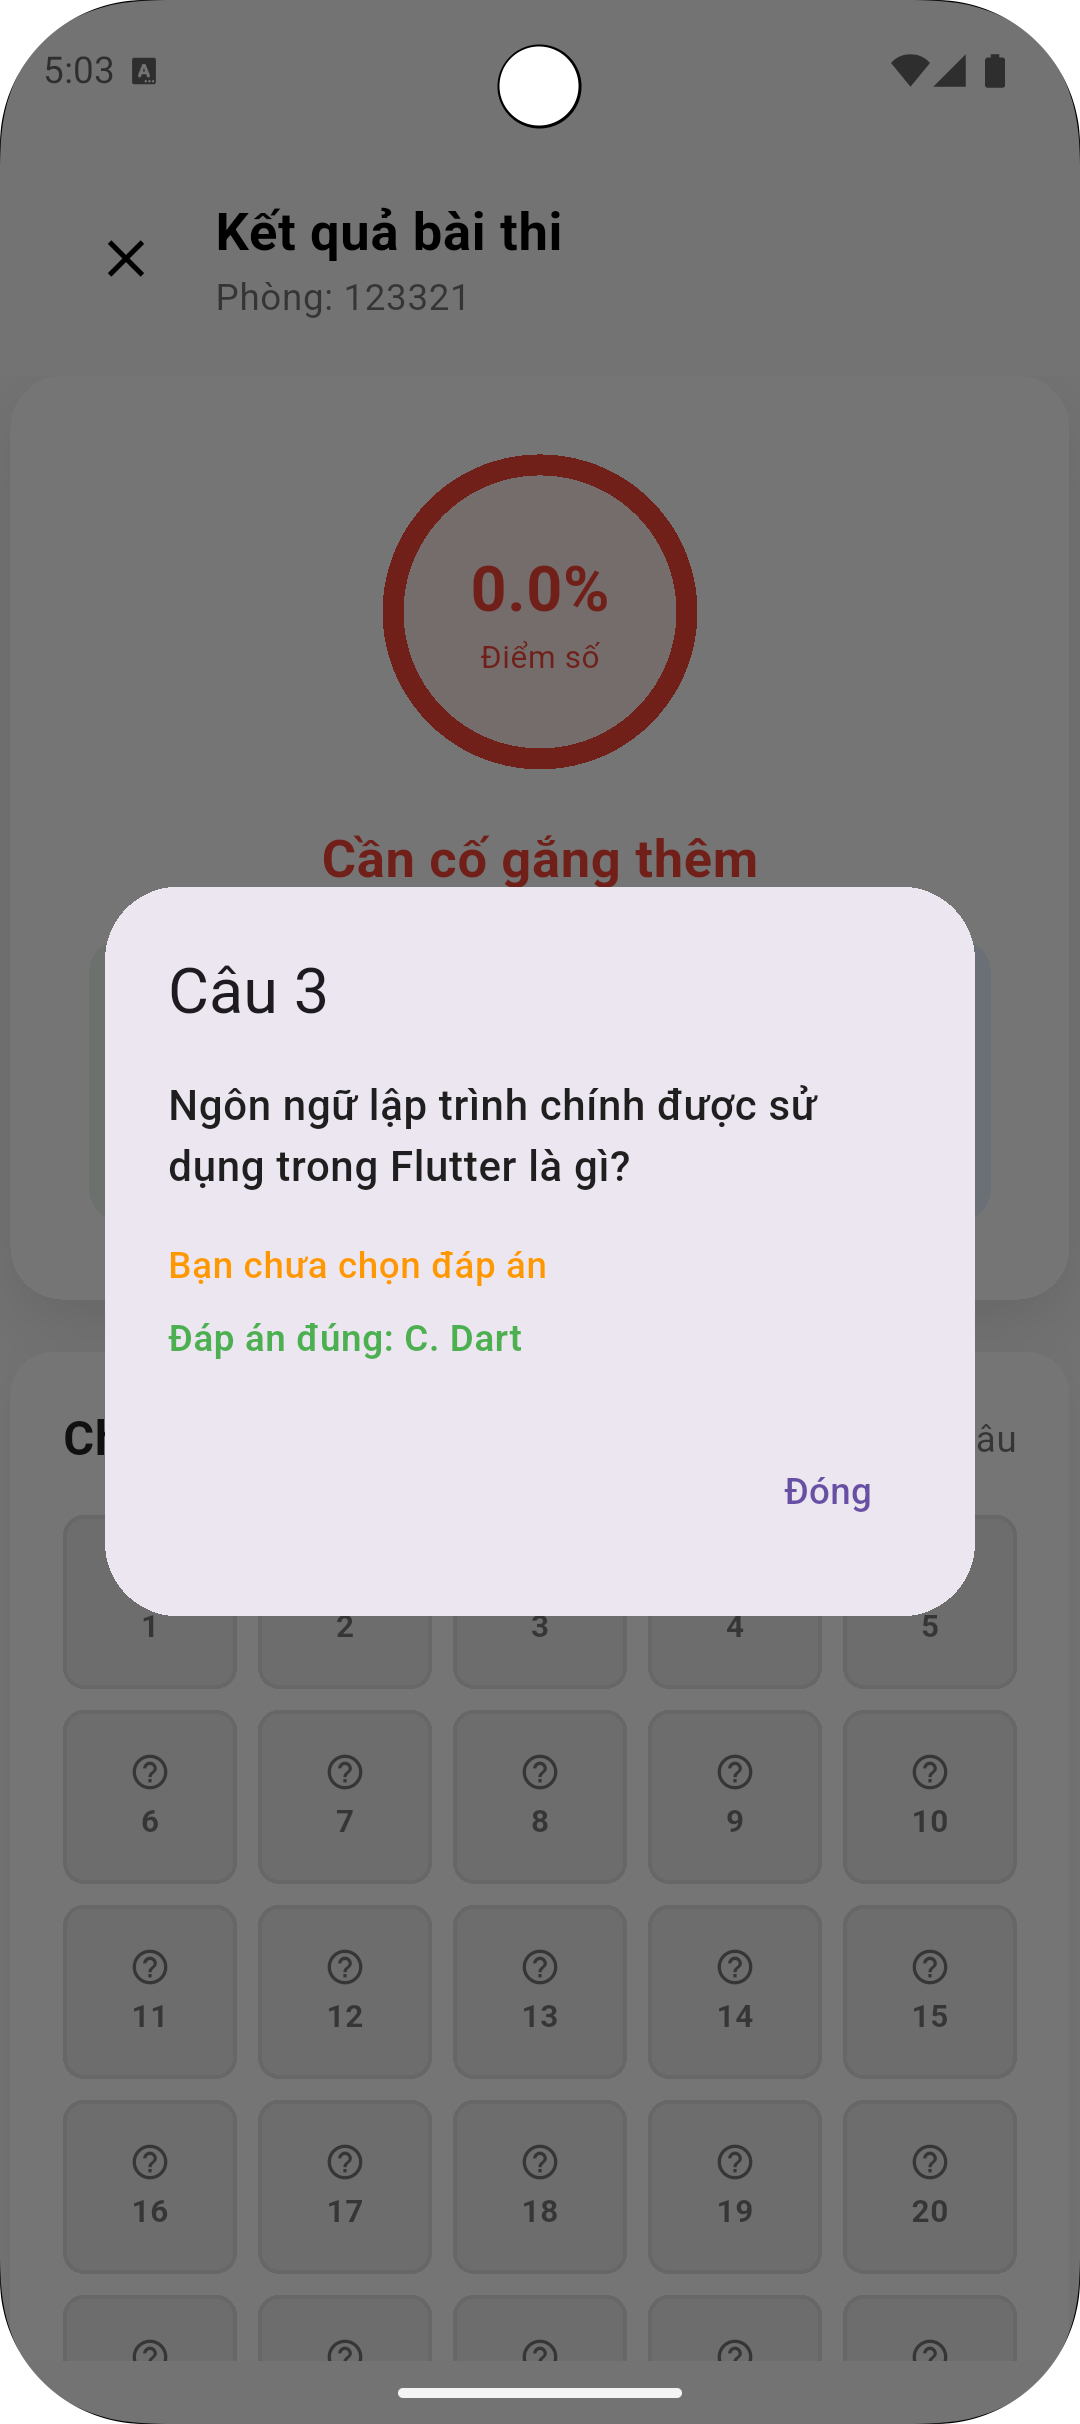 5:03
Kết quả bài thi
Phòng: 123321
0.0%
Điểm số
Cần cố gắng thêm
Câu 3
Ngôn ngữ lập trình chính được sử
dụng trong Flutter là gì?
Bạn chưa chọn đáp án
Đáp án đúng: C. Dart
Đóng
1 2 3 4 5
6 7 8 9 10
11 12 13 14 15
16 17 18 19 20